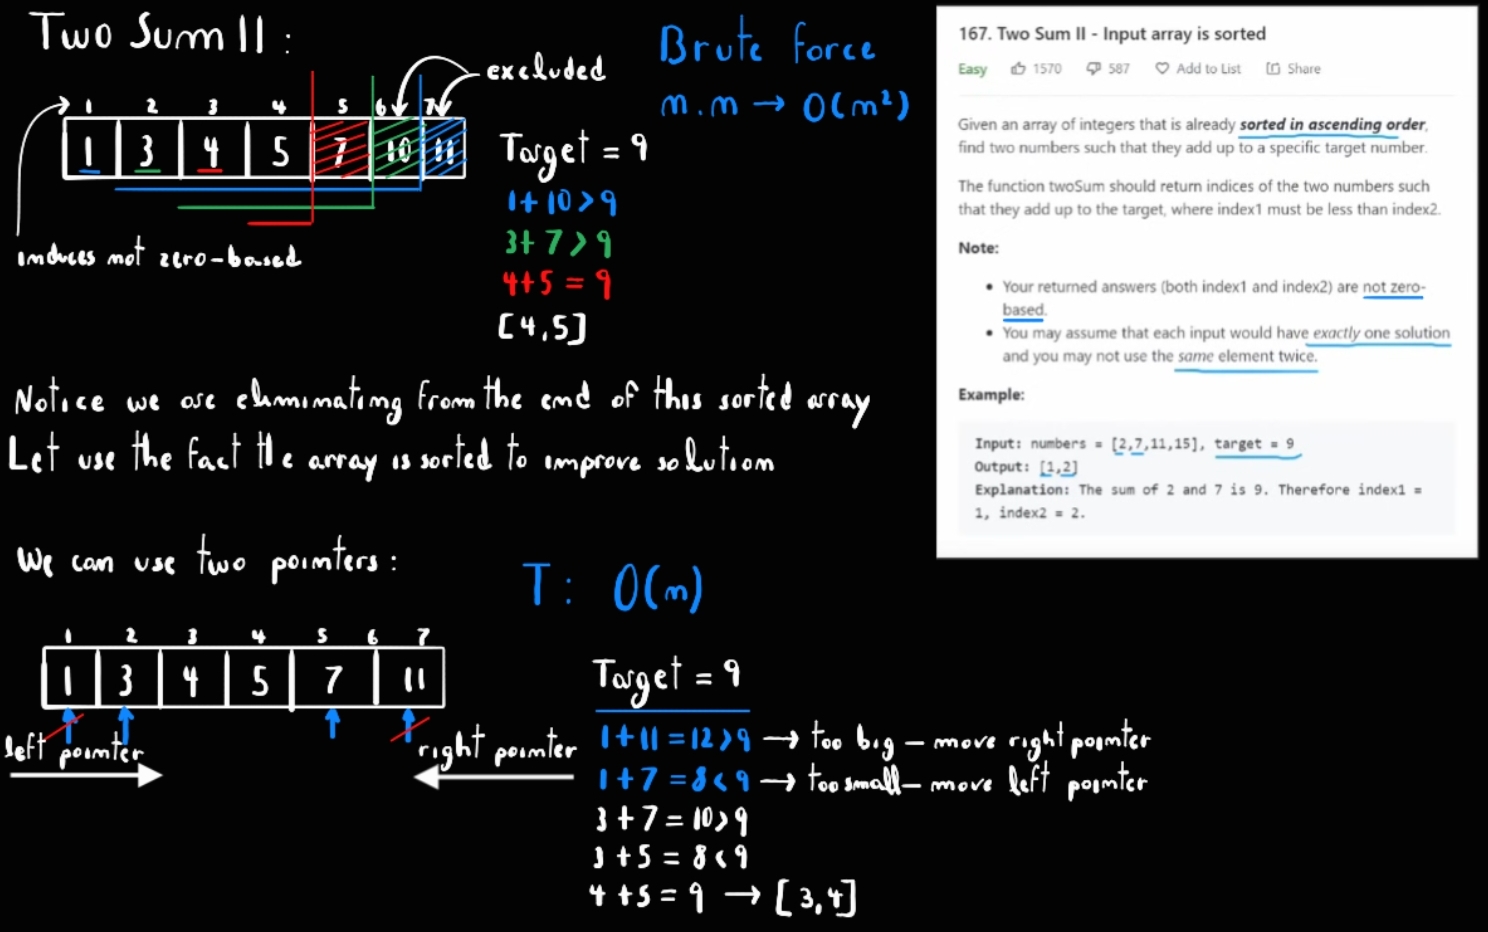 Two Sum II :
excluded
1 2 3 4 5 6 7
1 3 4 5 7 10 11
indices not zero-based
Target = 9
1 + 10 > 9
3 + 7 > 9
4 + 5 = 9
[4,5]
Brute force
n.n → O(n²)
167. Two Sum II - Input array is sorted
Easy 1570 587 Add to List Share
Given an array of integers that is already sorted in ascending order,
find two numbers such that they add up to a specific target number.
The function twoSum should return indices of the two numbers such
that they add up to the target, where index1 must be less than index2.
Note:
• Your returned answers (both index1 and index2) are not zero-
based.
• You may assume that each input would have exactly one solution
and you may not use the same element twice.
Example:
Input: numbers = [2,7,11,15], target = 9
Output: [1,2]
Explanation: The sum of 2 and 7 is 9. Therefore index1 =
1, index2 = 2.
Notice we are eliminating from the end of this sorted array
Let use the fact the array is sorted to improve solution
We can use two pointers :
T : O(n)
1 2 3 4 5 6 7
1 3 4 5 7 11
left pointer
right pointer
Target = 9
1 + 11 = 12 > 9 → too big – move right pointer
1 + 7 = 8 < 9 → too small – move left pointer
3 + 7 = 10 > 9
3 + 5 = 8 < 9
4 + 5 = 9 → [3,4]